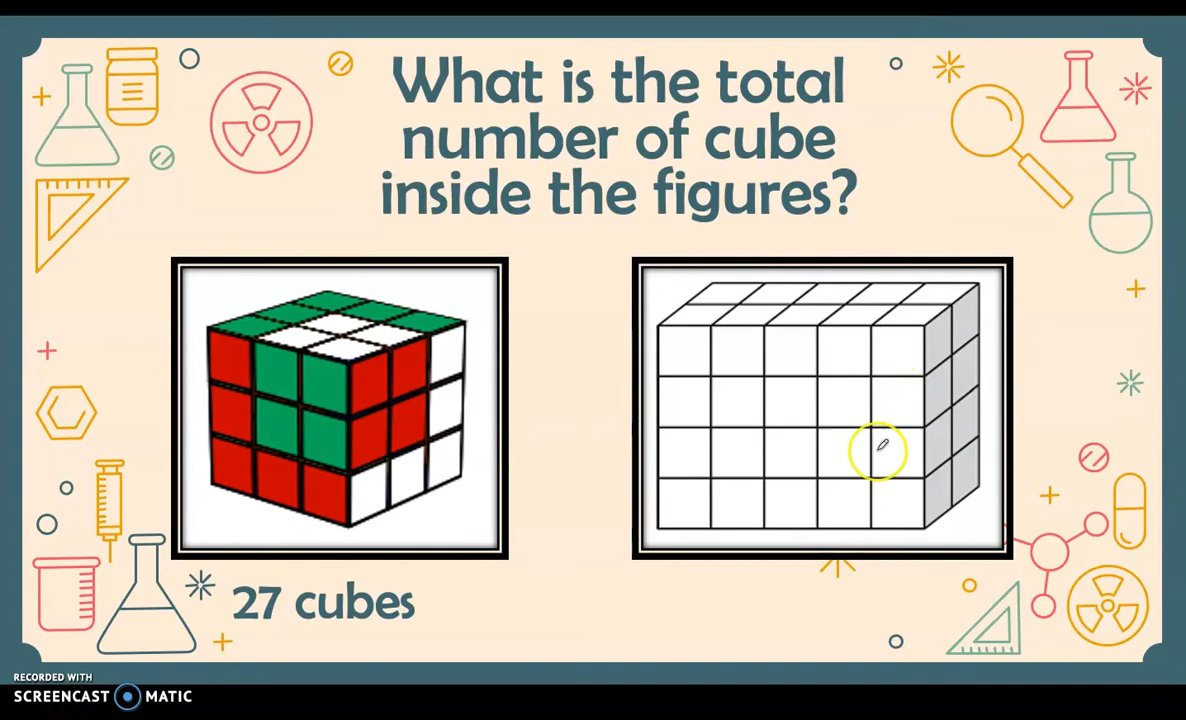 What is the total
number of cube
inside the figures?
27 cubes
RECORDED WITH
SCREENCAST MATIC